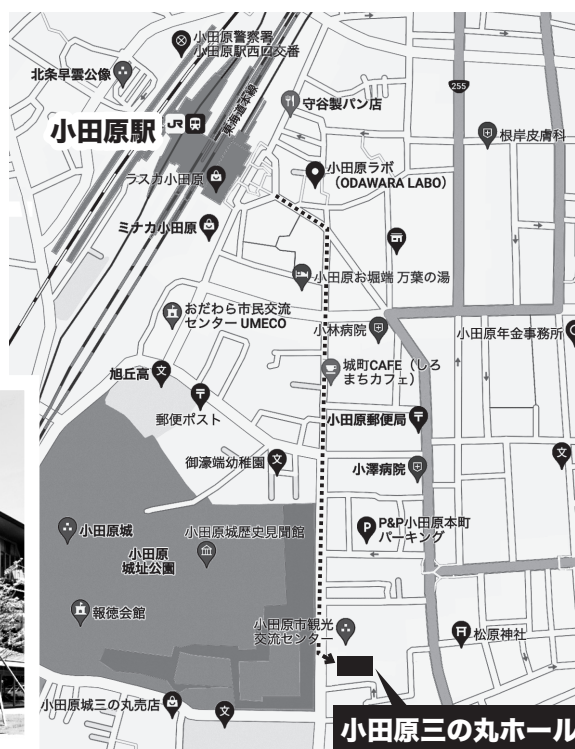 小田原警察署
小田原駅西口交番
北条早雲公像
255
守谷製パン店
小田原駅
JR
根岸皮膚科
小田原ラボ
(ODAWARA LABO)
ラスカ小田原
ミナカ小田原
小田原お堀端 万葉の湯
おだわら市民交流
センター UMECO
小林病院
小田原年金事務所
城町CAFE（しろ
まちカフェ）
旭丘高
文
〒
郵便ポスト
小田原郵便局
〒
御濠端幼稚園
文
小澤病院
文
小田原城
小田原城歴史見聞館
P
P&P小田原本町
パーキング
小田原
城址公園
報徳会館
小田原市観光
交流センター
松原神社
小田原城三の丸売店
文
小田原三の丸ホール